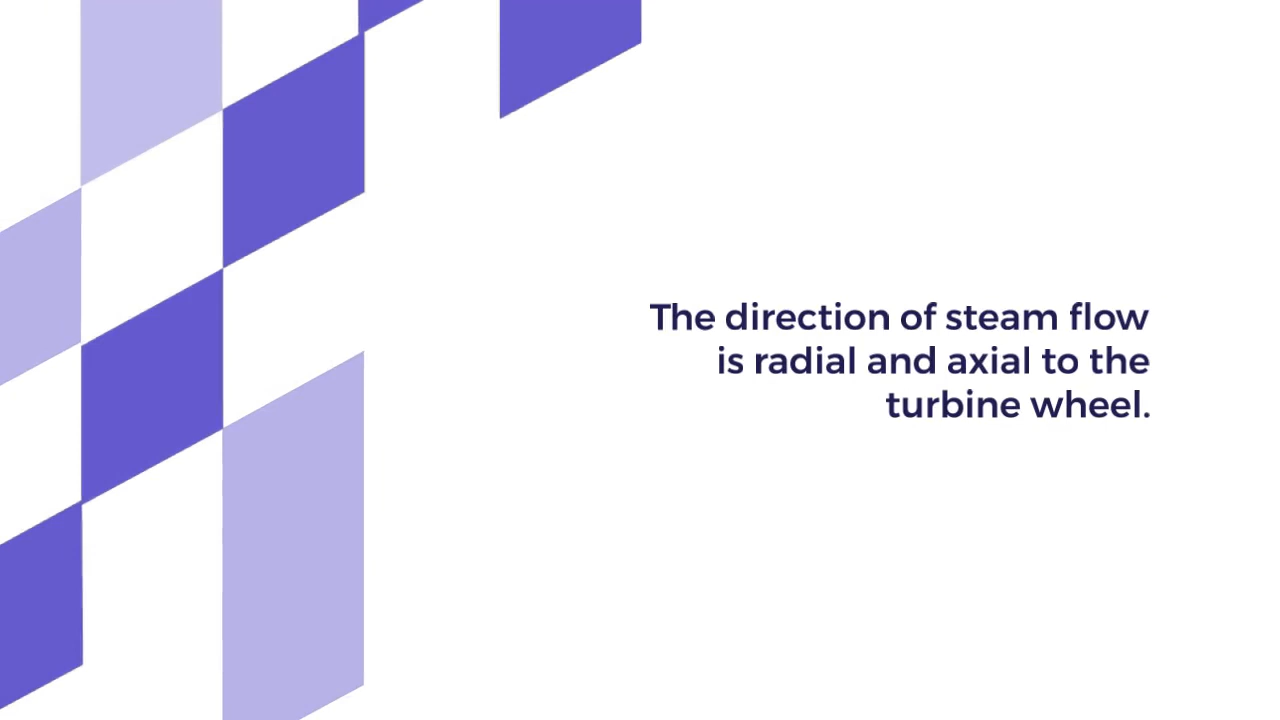 The direction of steam flow
is radial and axial to the
turbine wheel.